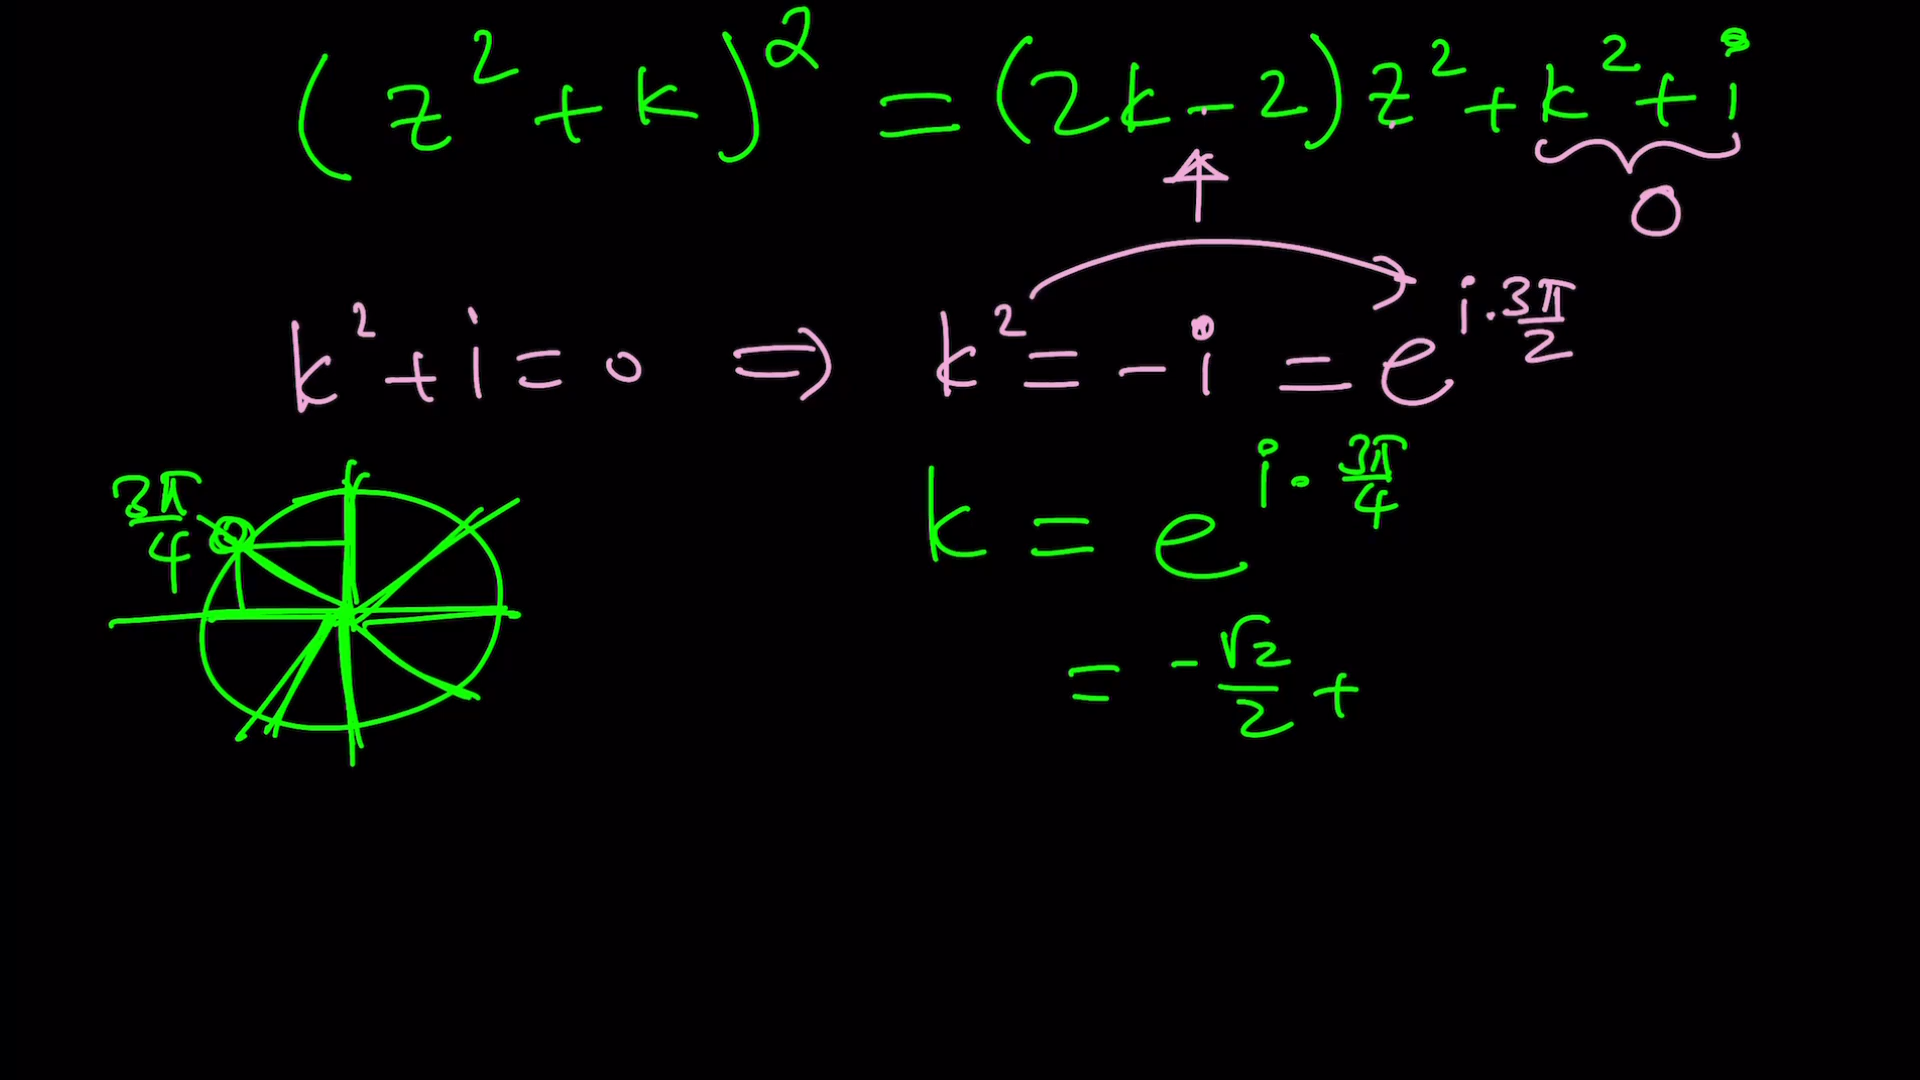 (z² + k)² = (2k - 2) z² + k² + i
0
k² + i = 0 ⇒ k² = - i = e^{i · 3π/2}
3π/4
k = e^{i · 3π/4}
= - √2/2 +